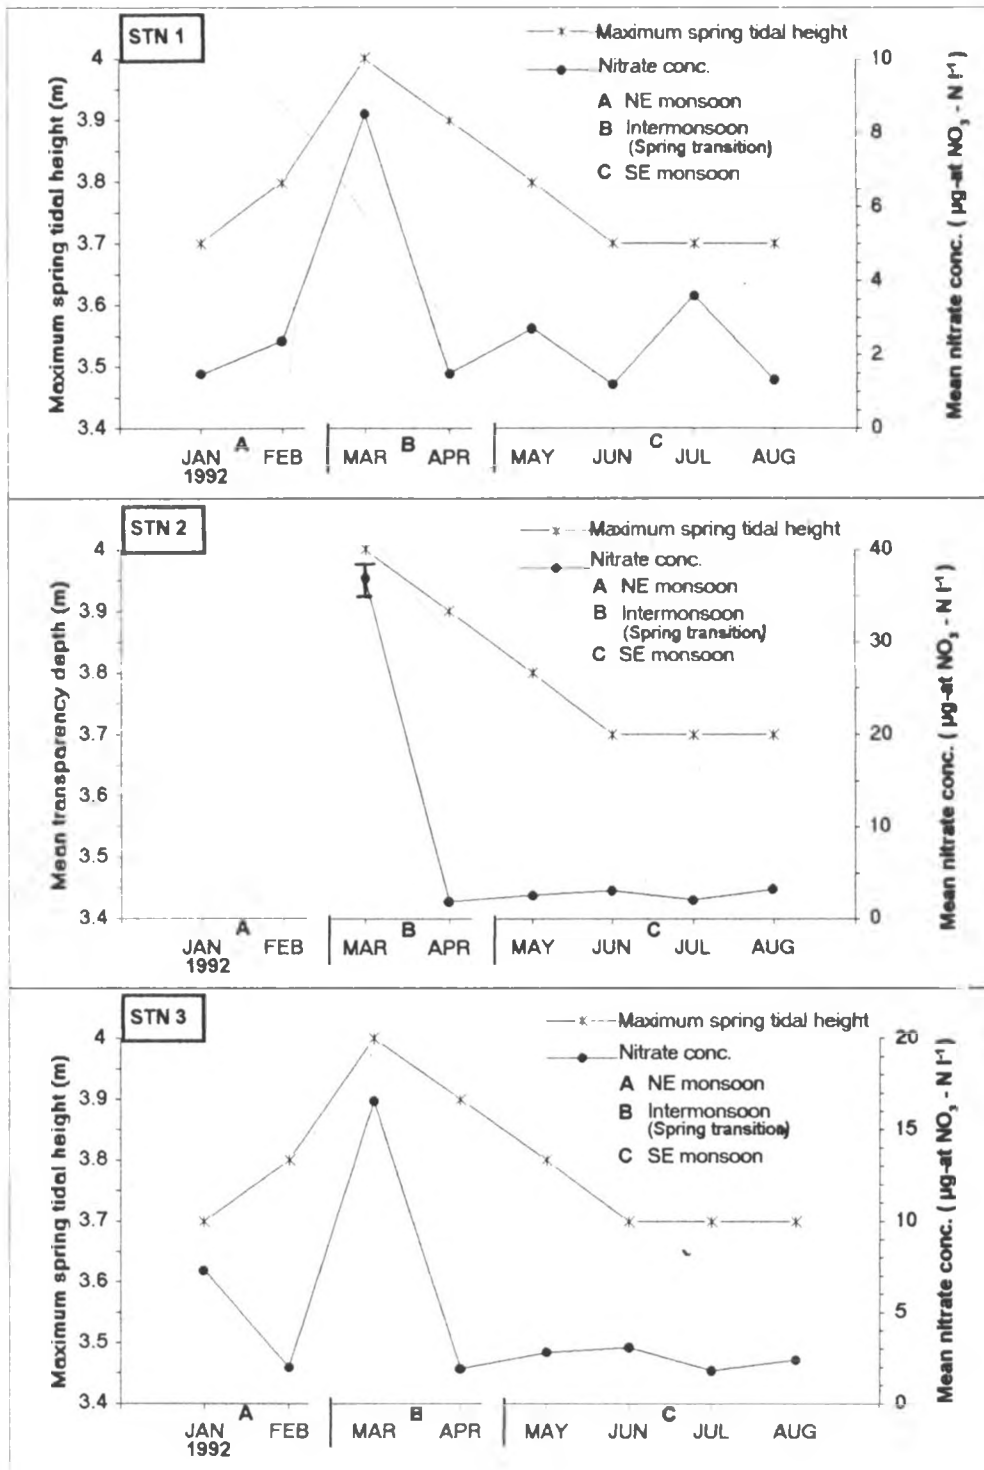 STN 1
Maximum spring tidal height
Nitrate conc.
A NE monsoon
B Intermonsoon
(Spring transition)
C SE monsoon
Maximum spring tidal height (m)
4
3.9
3.8
3.7
3.6
3.5
3.4
10
8
6
4
2
0
Mean nitrate conc. ( µg-at NO3 - N l-1)
A B C
JAN FEB MAR APR MAY JUN JUL AUG
1992
STN 2
Maximum spring tidal height
Nitrate conc.
A NE monsoon
B Intermonsoon
(Spring transition)
C SE monsoon
Mean transparency depth (m)
4
3.9
3.8
3.7
3.6
3.5
3.4
40
30
20
10
0
Mean nitrate conc. ( µg-at NO3 - N l-1)
A B C
JAN FEB MAR APR MAY JUN JUL AUG
1992
STN 3
Maximum spring tidal height
Nitrate conc.
A NE monsoon
B Intermonsoon
(Spring transition)
C SE monsoon
Maximum spring tidal height (m)
4
3.9
3.8
3.7
3.6
3.5
3.4
20
15
10
5
0
Mean nitrate conc. ( µg-at NO3 - N l-1)
A B C
JAN FEB MAR APR MAY JUN JUL AUG
1992